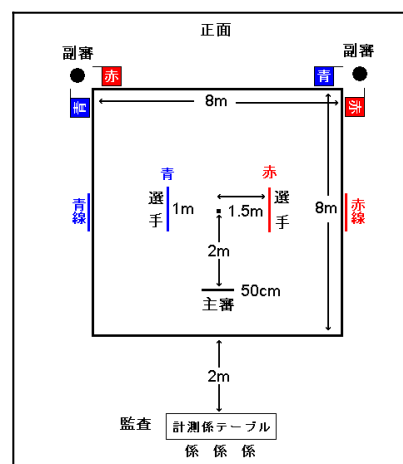 正面
副審
副審
赤
青
青
赤
8m
青
赤
選手
1m
1.5m
選手
8m
青線
赤線
2m
50cm
主審
2m
監査
計測係テーブル
係 係 係